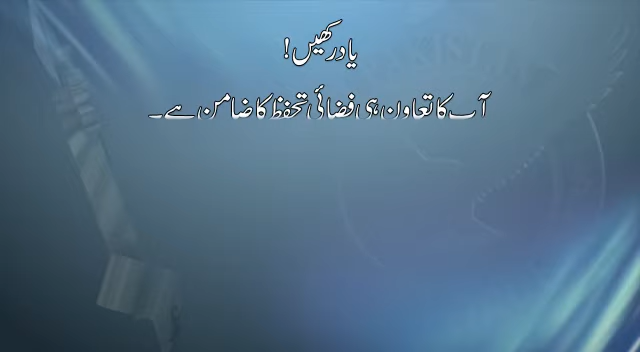 یاد رکھیں!
آپ کا تعاون ہی فضائی تحفظ کا ضامن ہے۔